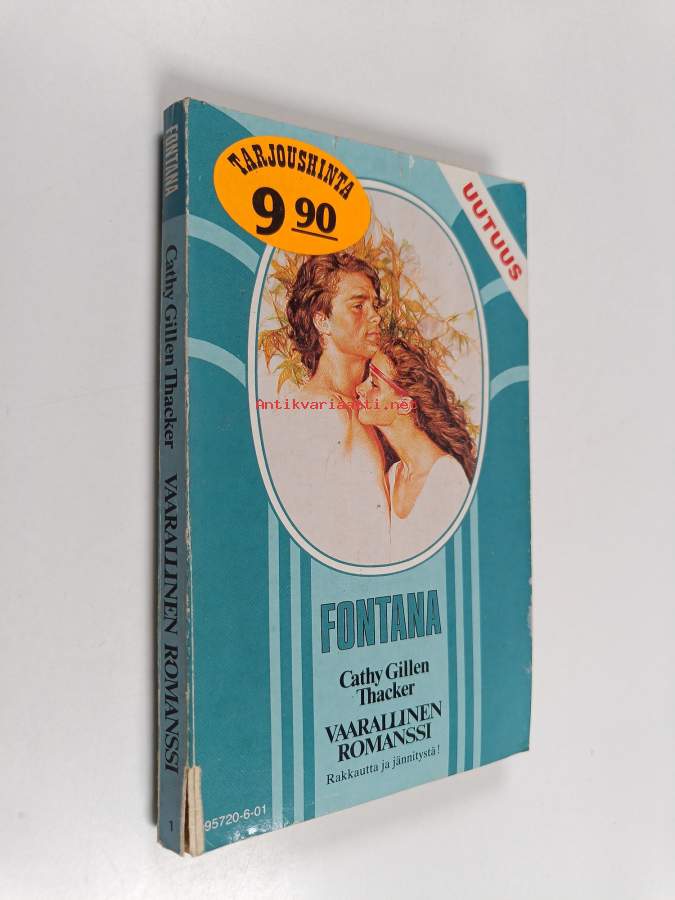 FONTANA
Cathy Gillen Thacker
VAARALLINEN ROMANSSI
1
TARJOUSHINTA
9 90
UUTUUS
Antikvariaatti.net
FONTANA
Cathy Gillen
Thacker
VAARALLINEN
ROMANSSI
Rakkautta ja jännitystä!
95720-6-01